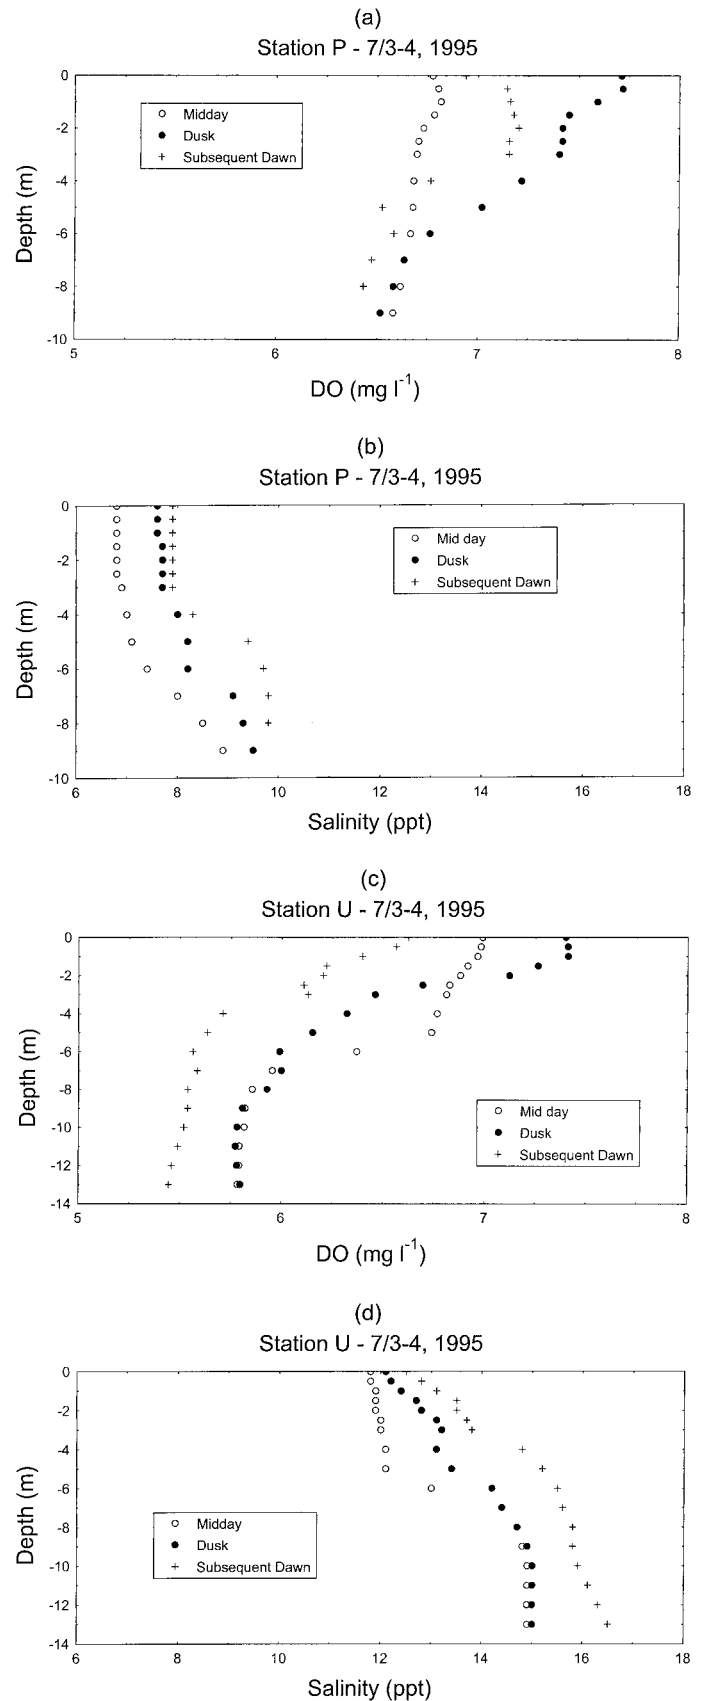 (a)
Station P - 7/3-4, 1995
0
-2
-4
-6
-8
-10
Depth (m)
Midday
Dusk
Subsequent Dawn
5 6 7 8
DO (mg l-1)
(b)
Station P - 7/3-4, 1995
0
-2
-4
-6
-8
-10
Depth (m)
Mid day
Dusk
Subsequent Dawn
6 8 10 12 14 16 18
Salinity (ppt)
(c)
Station U - 7/3-4, 1995
0
-2
-4
-6
-8
-10
-12
-14
Depth (m)
Mid day
Dusk
Subsequent Dawn
5 6 7 8
DO (mg l-1)
(d)
Station U - 7/3-4, 1995
0
-2
-4
-6
-8
-10
-12
-14
Depth (m)
Midday
Dusk
Subsequent Dawn
6 8 10 12 14 16 18
Salinity (ppt)